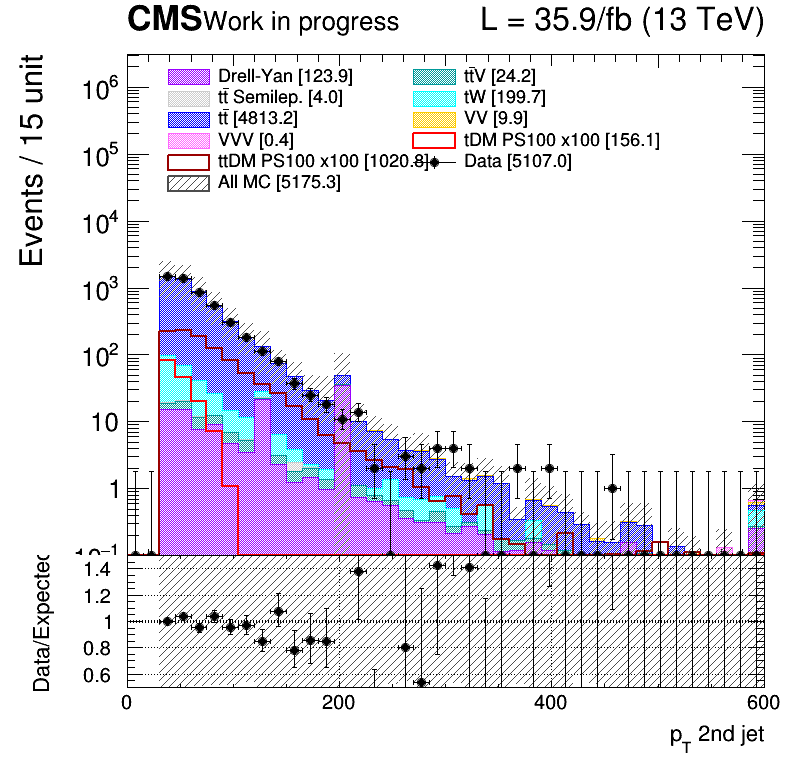 CMS Work in progress L = 35.9/fb (13 TeV)
Events / 15 unit
10⁶
10⁵
10⁴
10³
10²
10
1
10⁻¹
Drell-Yan [123.9]
tt̄V [24.2]
tt̄ Semilep. [4.0]
tW [199.7]
tt̄ [4813.2]
VV [9.9]
VVV [0.4]
tDM PS100 x100 [156.1]
ttDM PS100 x100 [1020.8]
Data [5107.0]
All MC [5175.3]
Data/Expected
1.4
1.2
1
0.8
0.6
0 200 400 600
p_T 2nd jet